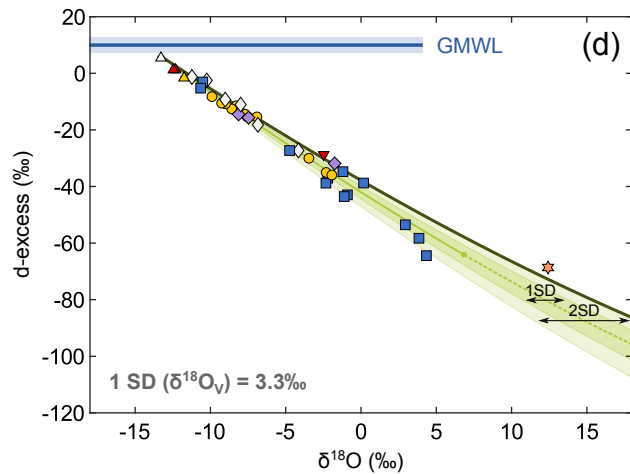 20
0
-20
-40
-60
-80
-100
-120
d-excess (‰)
GMWL
(d)
1SD
2SD
1 SD (δ¹⁸Oᵥ) = 3.3‰
-15
-10
-5
0
5
10
15
δ¹⁸O (‰)